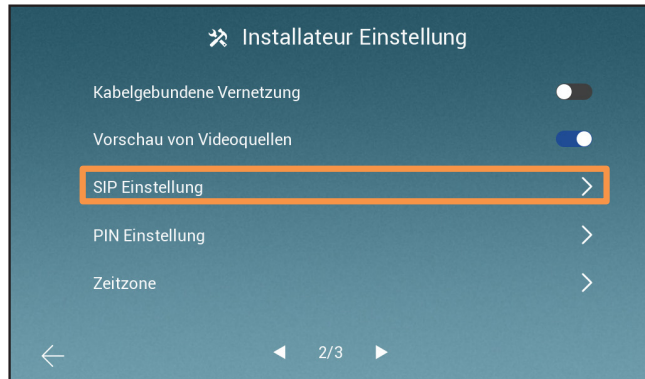 Installateur Einstellung
Kabelgebundene Vernetzung
Vorschau von Videoquellen
SIP Einstellung
PIN Einstellung
Zeitzone
2/3